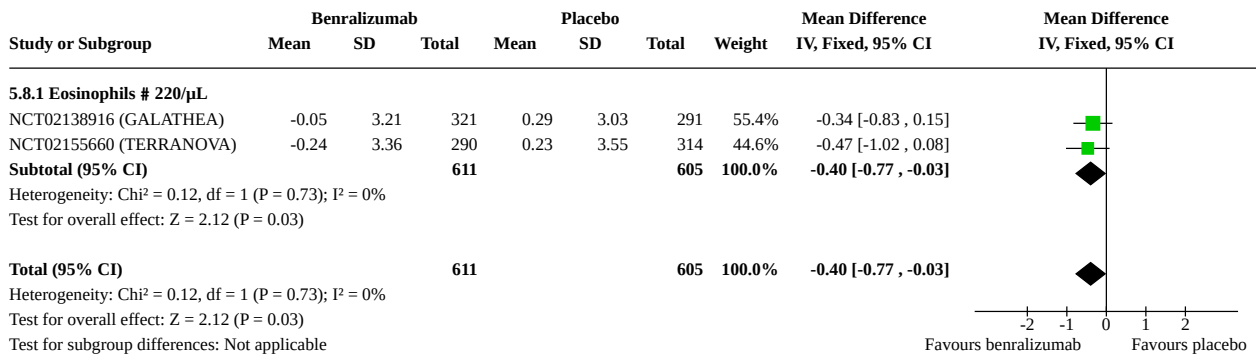 Benralizumab Placebo Mean Difference Mean Difference
Study or Subgroup Mean SD Total Mean SD Total Weight IV, Fixed, 95% CI IV, Fixed, 95% CI
5.8.1 Eosinophils # 220/µL
NCT02138916 (GALATHEA) -0.05 3.21 321 0.29 3.03 291 55.4% -0.34 [-0.83 , 0.15]
NCT02155660 (TERRANOVA) -0.24 3.36 290 0.23 3.55 314 44.6% -0.47 [-1.02 , 0.08]
Subtotal (95% CI) 611 605 100.0% -0.40 [-0.77 , -0.03]
Heterogeneity: Chi² = 0.12, df = 1 (P = 0.73); I² = 0%
Test for overall effect: Z = 2.12 (P = 0.03)
Total (95% CI) 611 605 100.0% -0.40 [-0.77 , -0.03]
Heterogeneity: Chi² = 0.12, df = 1 (P = 0.73); I² = 0%
Test for overall effect: Z = 2.12 (P = 0.03)
-2 -1 0 1 2
Test for subgroup differences: Not applicable Favours benralizumab Favours placebo